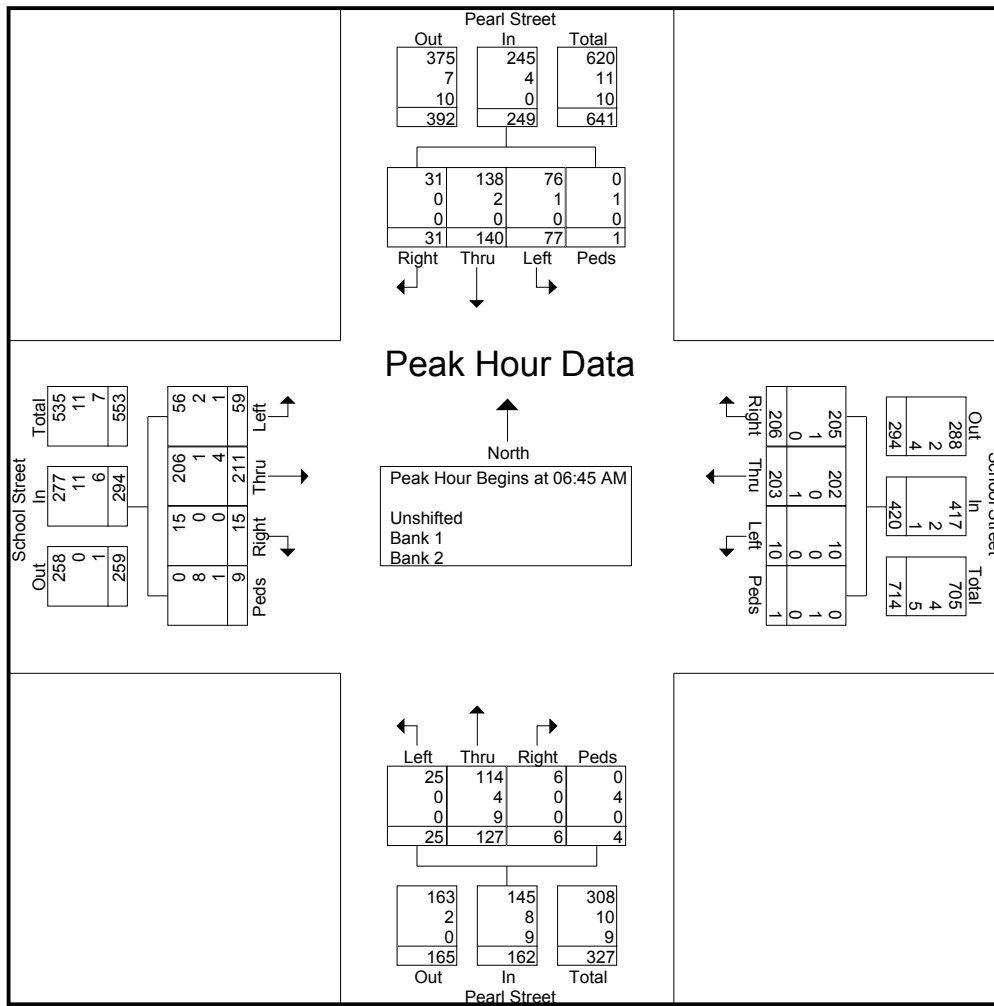 Pearl Street
Out In Total
375 245 620
7 4 11
10 0 10
392 249 641
31 138 76 0
0 2 1 1
0 0 0 0
31 140 77 1
Right Thru Left Peds
Peak Hour Data
North
Peak Hour Begins at 06:45 AM
Unshifted
Bank 1
Bank 2
School Street
Total
535
11
7
553
In
277
11
6
294
Out
258
0
1
259
56
2
1
59
Left
206
1
4
211
Thru
15
0
0
15
Right
0
8
1
9
Peds
School Street
Out
288
2
4
294
In
417
2
1
420
Total
705
4
5
714
205
1
0
206
Right
202
0
1
203
Thru
10
0
0
10
Left
0
1
0
1
Peds
Left Thru Right Peds
25 114 6 0
0 4 0 4
0 9 0 0
25 127 6 4
163 145 308
2 8 10
0 9 9
165 162 327
Out In Total
Pearl Street